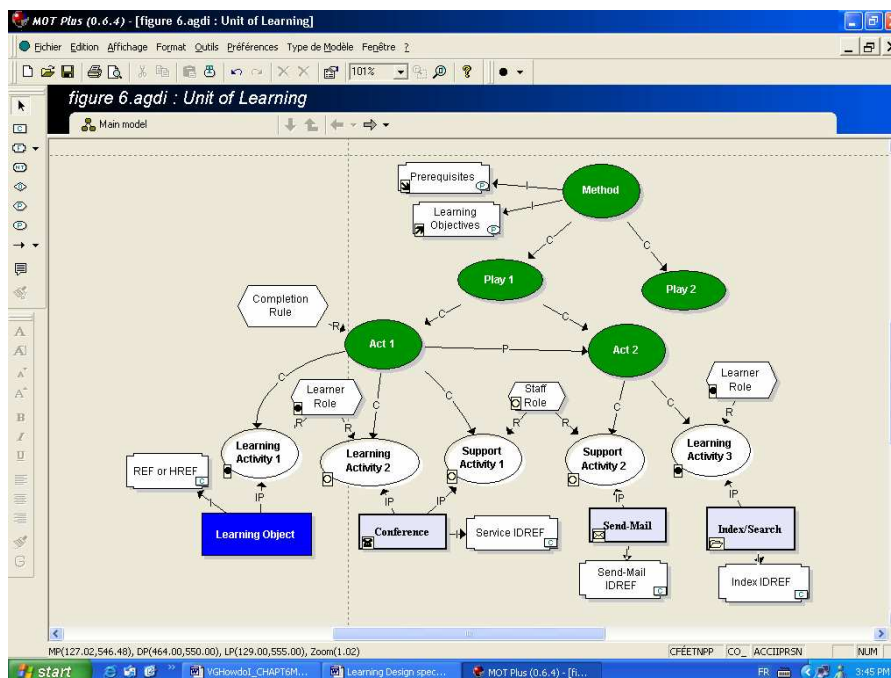 MOT Plus (0.6.4) - [figure 6.agdi : Unit of Learning]
Fichier Edition Affichage Format Outils Préférences Type de Modèle Fenêtre ?
101%
figure 6.agdi : Unit of Learning
Main model
Prerequisites
I
Method
Learning
Objectives
I
C
C
Play 1
Play 2
Completion
Rule
C
C
R
Act 1
P
Act 2
C
C
C
C
C
Learner
Role
Staff
Role
Learner
Role
R
R
R
R
R
Learning
Activity 1
Learning
Activity 2
Support
Activity 1
Support
Activity 2
Learning
Activity 3
REF or HREF
I
IP
IP
IP
IP
IP
Learning Object
Conference
I
Service IDREF
Send-Mail
Index/Search
I
I
Send-Mail
IDREF
Index IDREF
MP(127.02,546.48), DP(464.00,550.00), LP(129.00,555.00), Zoom(1.02)
CFÉETNPP CO_ ACCIIPRSN NUM
start
VGHowdoI_CHAPT6M...
Learning Design spec...
MOT Plus (0.6.4) - [fi...
FR
3:45 PM